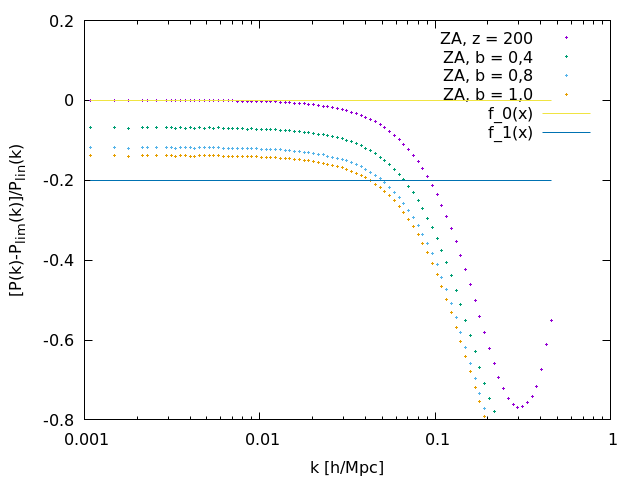 0.2
0
-0.2
-0.4
-0.6
-0.8
0.001
0.01
0.1
1
k [h/Mpc]
[P(k)-P_lim(k)]/P_lin(k)
ZA, z = 200
ZA, b = 0,4
ZA, b = 0,8
ZA, b = 1,0
f_0(x)
f_1(x)